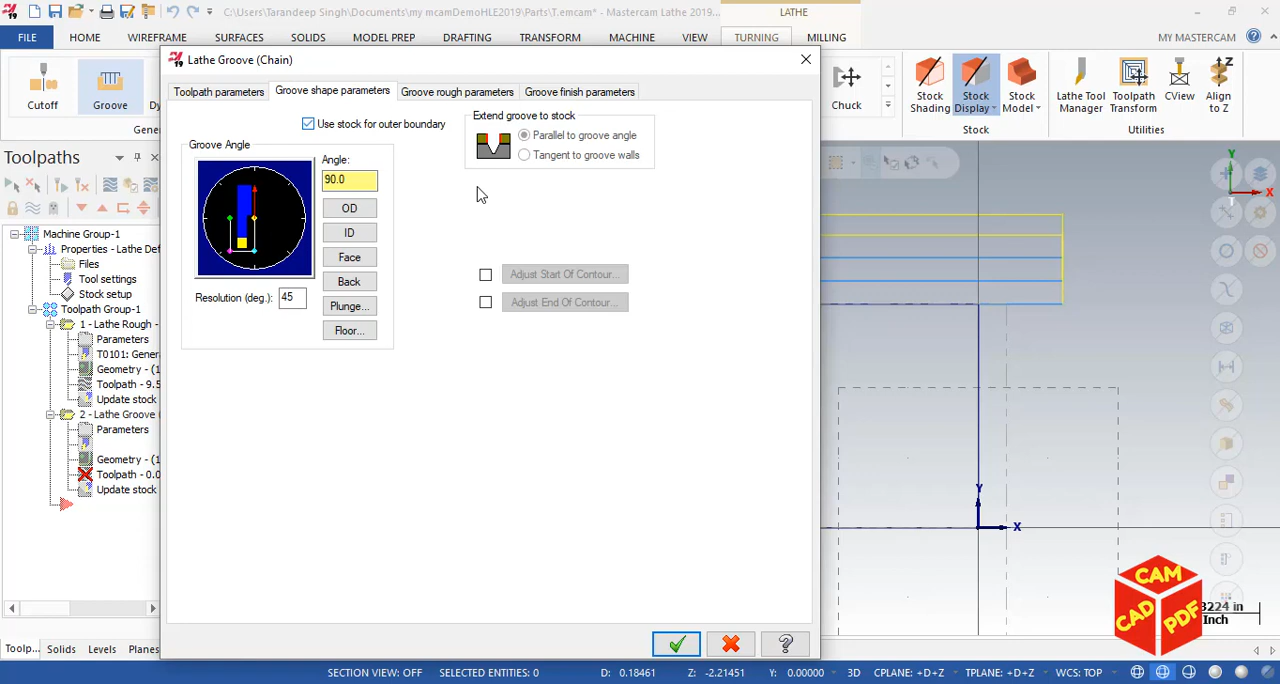 19
C:\Users\Tarandeep Singh\Documents\my mcamDemoHLE2019\Parts\T.emcam* - Mastercam Lathe 2019...
LATHE
FILE
HOME
WIREFRAME
SURFACES
SOLIDS
MODEL PREP
DRAFTING
TRANSFORM
MACHINE
VIEW
TURNING
MILLING
MY MASTERCAM
Cutoff
Groove
Dy
Gener
Chuck
Stock Shading
Stock Display
Stock Model
Lathe Tool Manager
Toolpath Transform
CView
Align to Z
Stock
Utilities
Toolpaths
Machine Group-1
Properties - Lathe Def
Files
Tool settings
Stock setup
Toolpath Group-1
1 - Lathe Rough -
Parameters
T0101: Gener
Geometry - (1
Toolpath - 9.5
Update stock
2 - Lathe Groove (
Parameters
Geometry - (1
Toolpath - 0.0
Update stock
19 Lathe Groove (Chain)
Toolpath parameters
Groove shape parameters
Groove rough parameters
Groove finish parameters
Use stock for outer boundary
Extend groove to stock
Parallel to groove angle
Tangent to groove walls
Groove Angle
Angle:
90.0
OD
ID
Face
Back
Plunge...
Floor...
Resolution (deg.): 45
Adjust Start Of Contour...
Adjust End Of Contour...
Y
X
Y
X
CAM
CAD
PDF
3224 in
Inch
Toolp...
Solids
Levels
Planes
SECTION VIEW: OFF
SELECTED ENTITIES: 0
D: 0.18461
Z: -2.21451
Y: 0.00000
3D
CPLANE: +D+Z
TPLANE: +D+Z
WCS: TOP